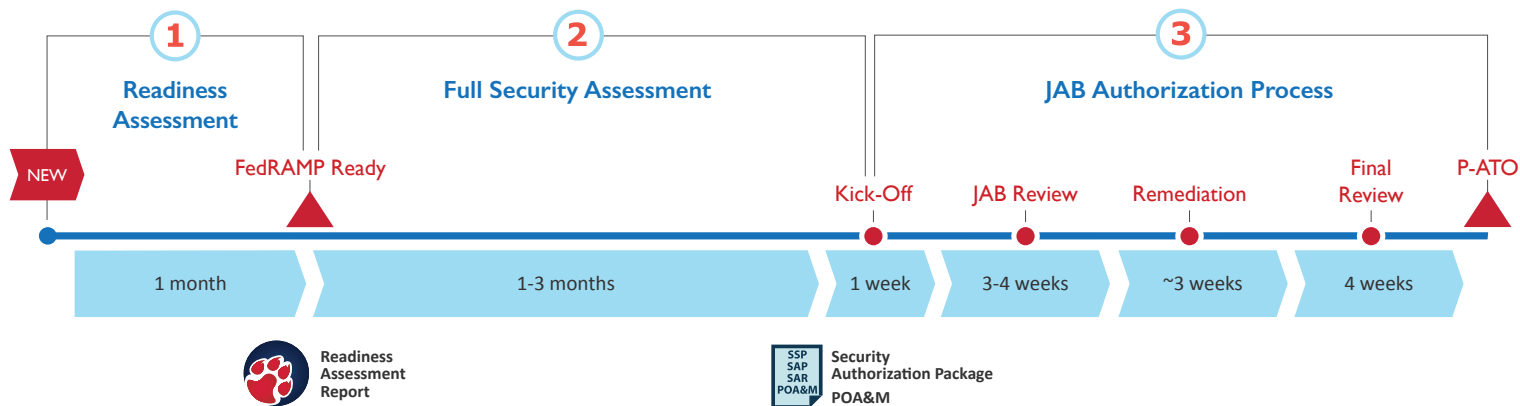 1
2
3
Readiness
Assessment
Full Security Assessment
JAB Authorization Process
NEW
FedRAMP Ready
Kick-Off
JAB Review
Remediation
Final
Review
P-ATO
1 month
1-3 months
1 week
3-4 weeks
~3 weeks
4 weeks
Readiness
Assessment
Report
SSP
SAP
SAR
POA&M
Security
Authorization Package
POA&M